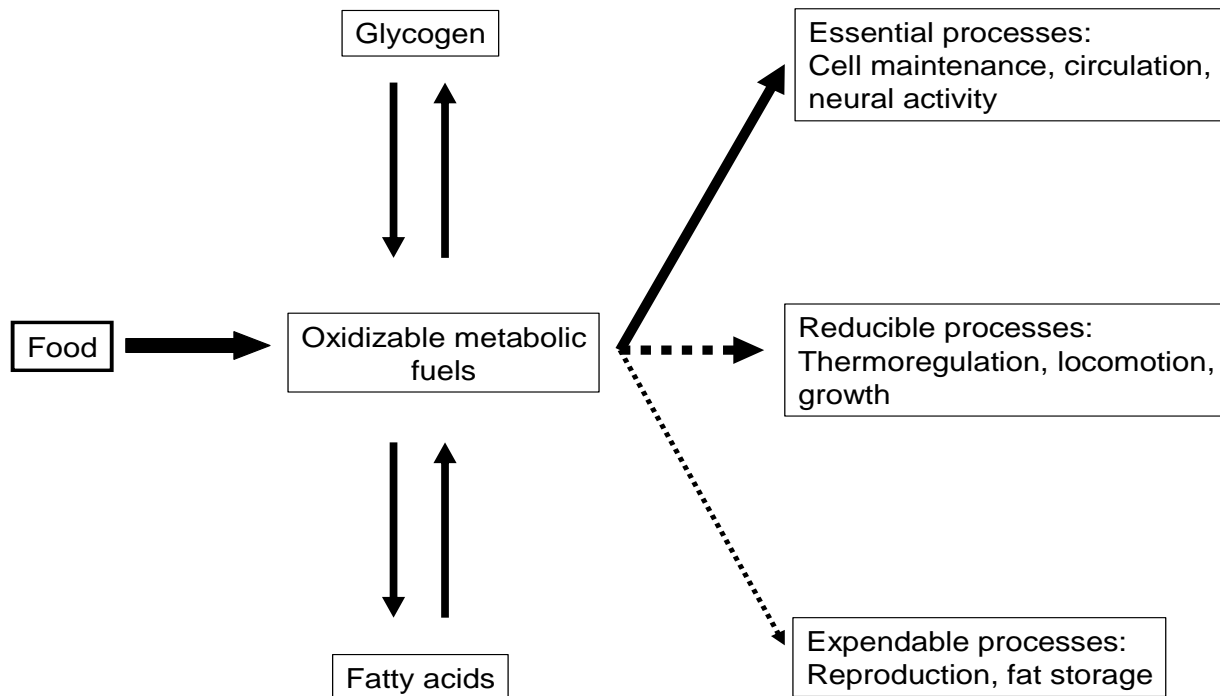 Glycogen
Essential processes:
Cell maintenance, circulation,
neural activity
Food
Oxidizable metabolic
fuels
Reducible processes:
Thermoregulation, locomotion,
growth
Fatty acids
Expendable processes:
Reproduction, fat storage